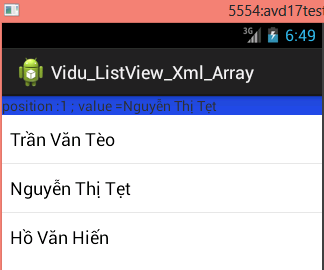 5554:avd17test
3G 6:49
Vidu_ListView_Xml_Array
position :1 ; value =Nguyễn Thị Tẹt
Trần Văn Tèo
Nguyễn Thị Tẹt
Hồ Văn Hiến